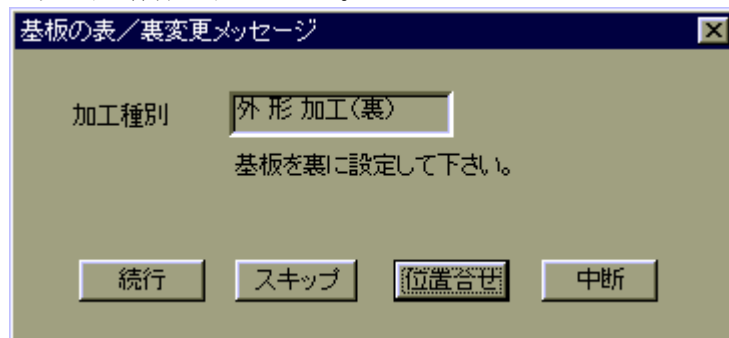 基板の表／裏変更メッセージ
加工種別 外 形 加工(裏)
基板を裏に設定して下さい。
続行 スキップ 位置合せ 中断